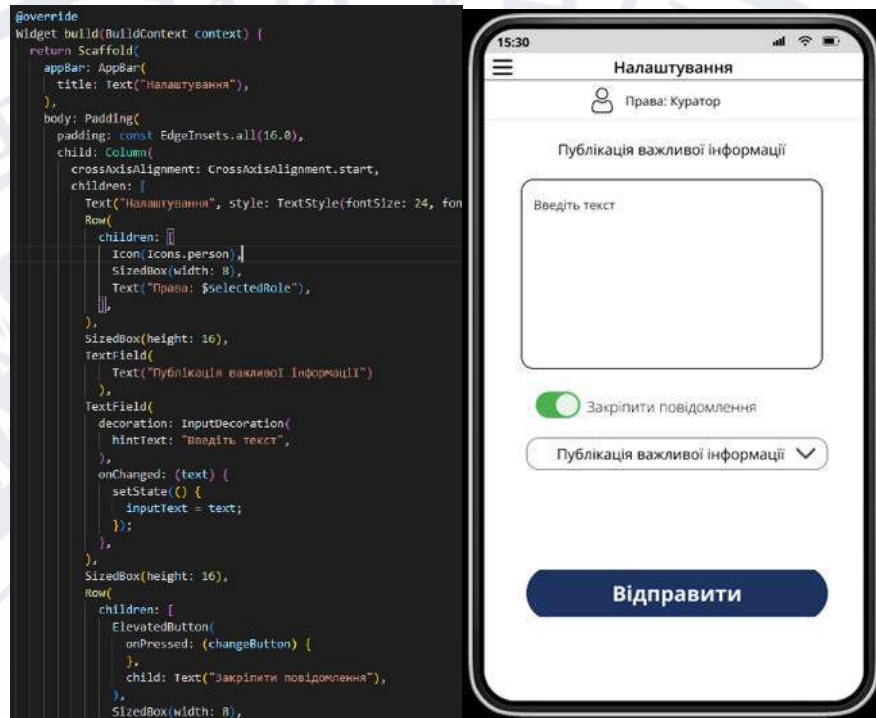 @override
Widget build(BuildContext context) {
return Scaffold(
appBar: AppBar(
title: Text("Налаштування"),
),
body: Padding(
padding: const EdgeInsets.all(16.0),
child: Column(
crossAxisAlignment: CrossAxisAlignment.start,
children: [
Text("Налаштування", style: TextStyle(fontSize: 24, fon
Row(
children: [
Icon(Icons.person),
SizedBox(width: 8),
Text("Права: $selectedRole"),
],
),
SizedBox(height: 16),
TextField(
Text("Публікація важливої інформації")
),
TextField(
decoration: InputDecoration(
hintText: "Введіть текст",
),
onChanged: (text) {
setState(() {
inputText = text;
});
},
),
SizedBox(height: 16),
Row(
children: [
ElevatedButton(
onPressed: (changeButton) {
},
child: Text("Закріпити повідомлення"),
),
SizedBox(width: 8),
15:30
Налаштування
Права: Куратор
Публікація важливої інформації
Введіть текст
Закріпити повідомлення
Публікація важливої інформації
Відправити